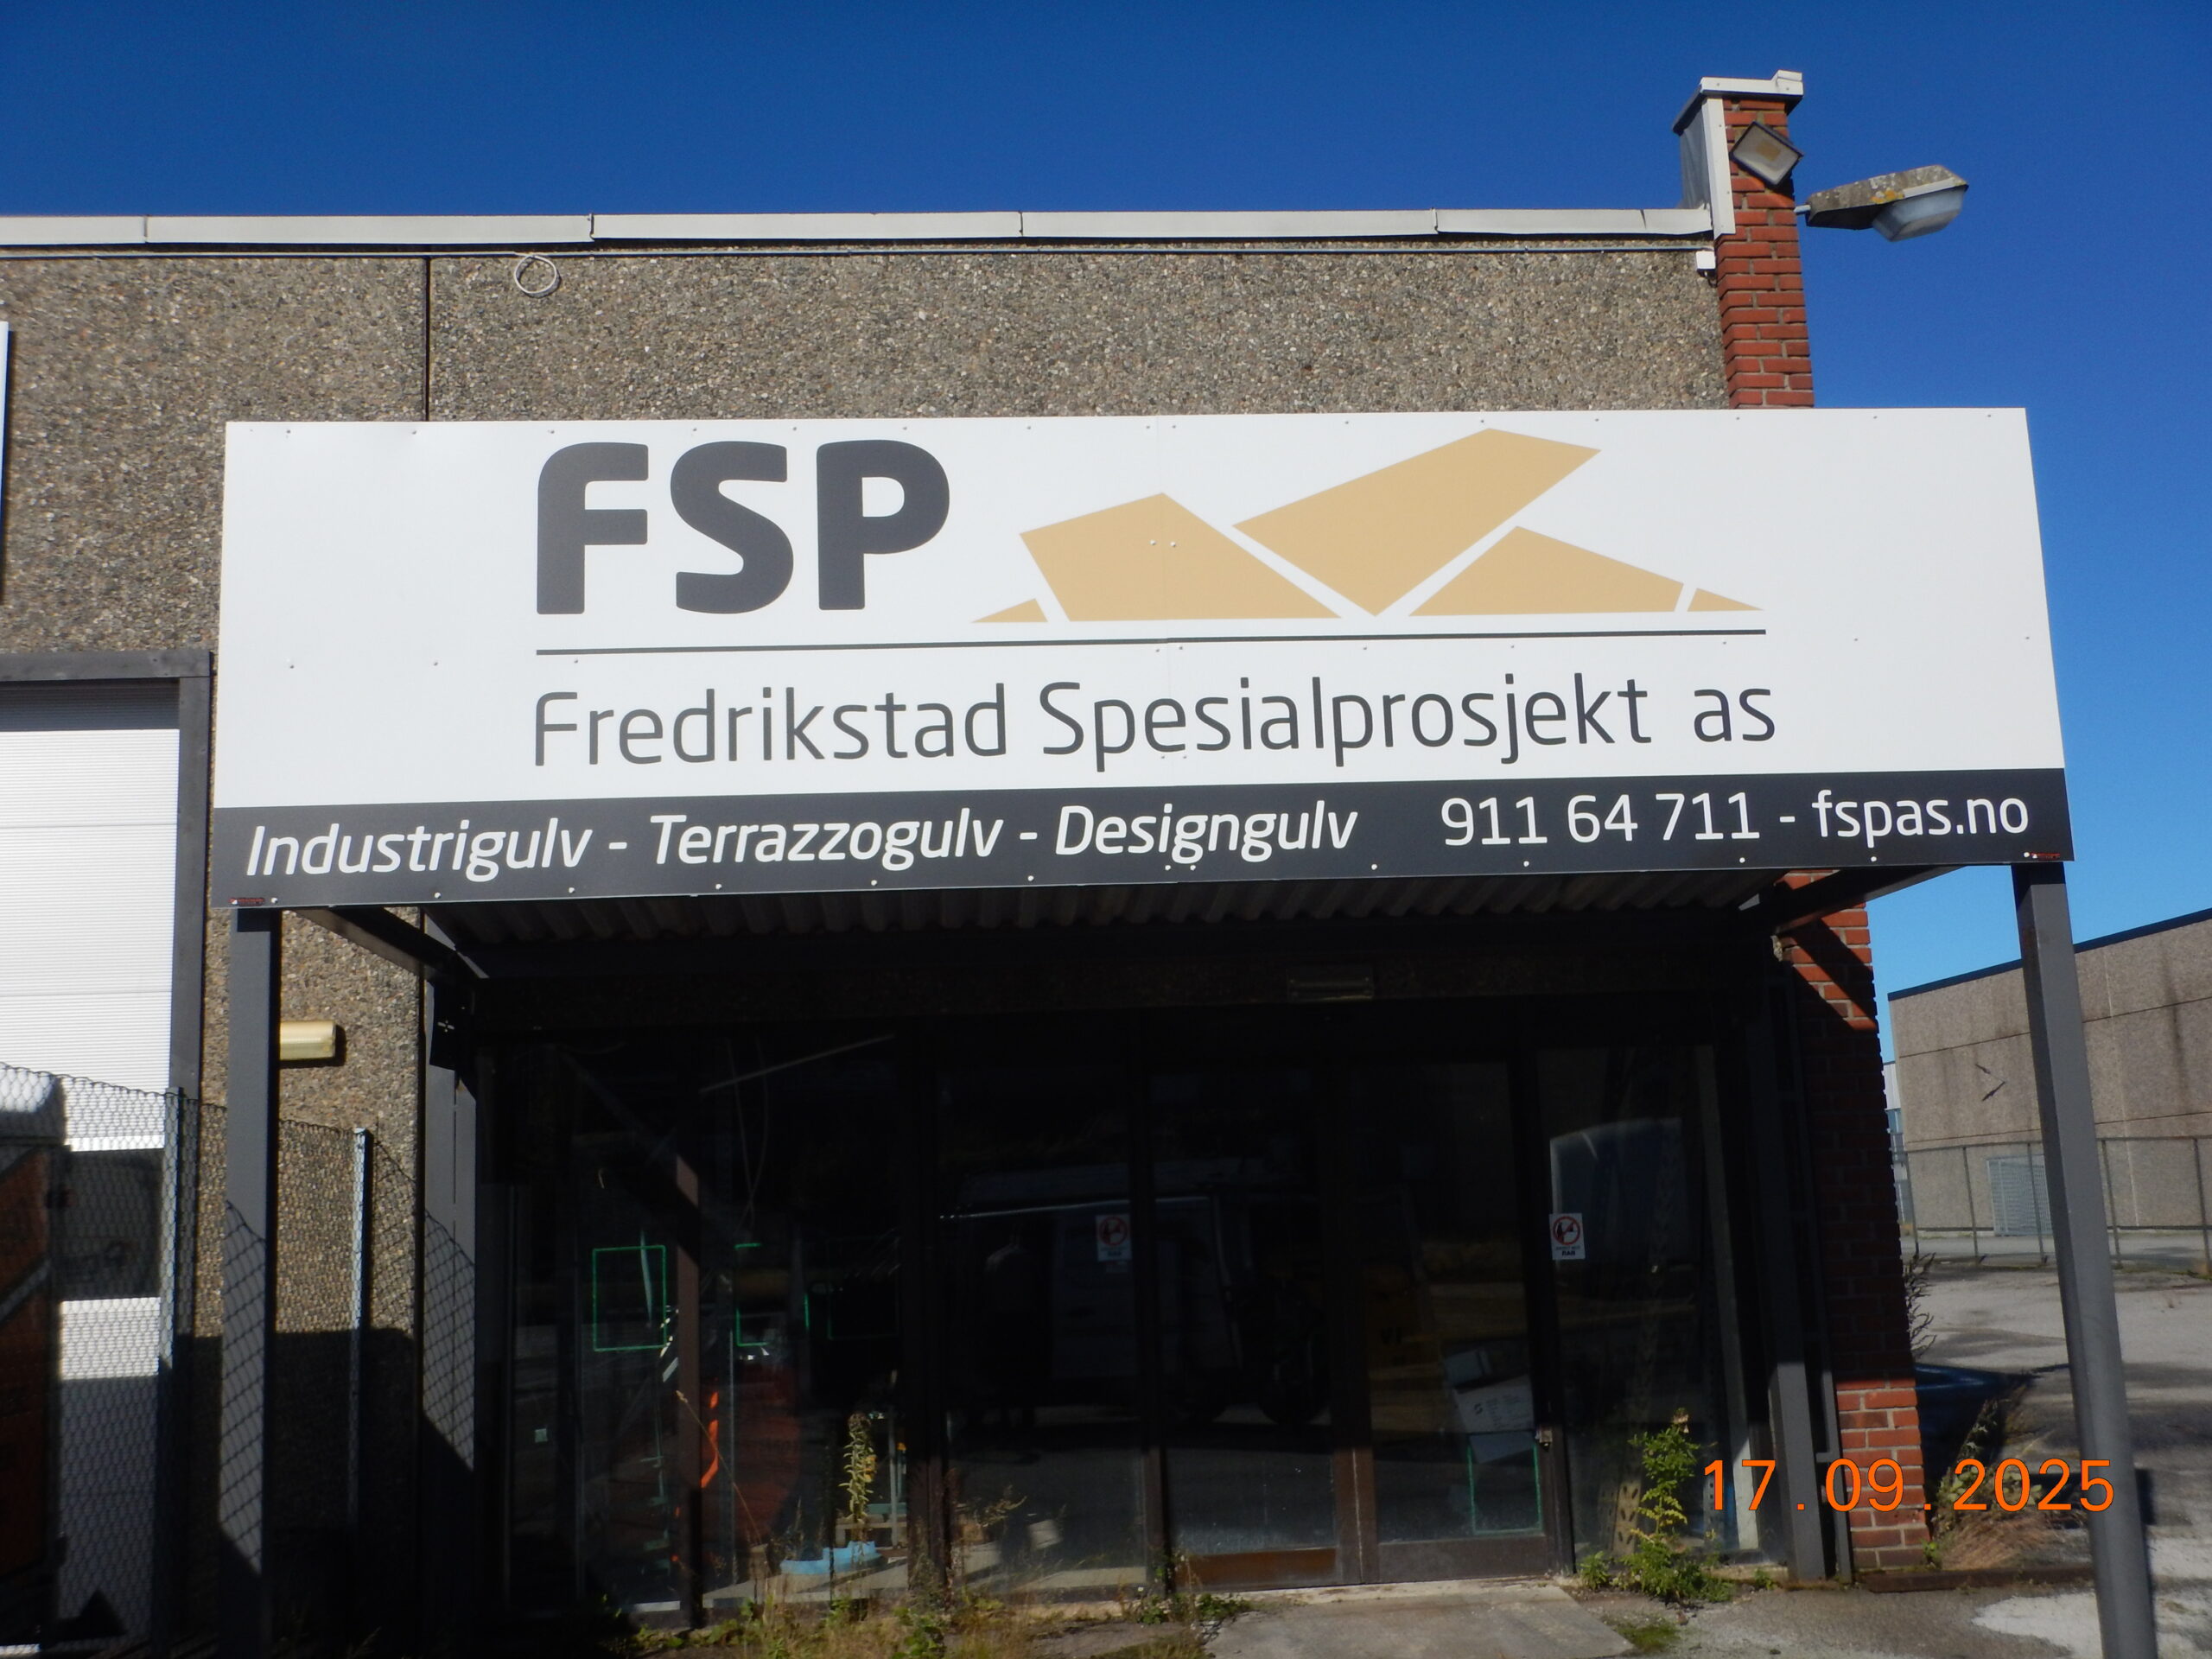 FSP
Fredrikstad Spesialprosjekt as
Industrigulv - Terrazzogulv - Designgulv 911 64 711 - fspas.no
17.09.2025